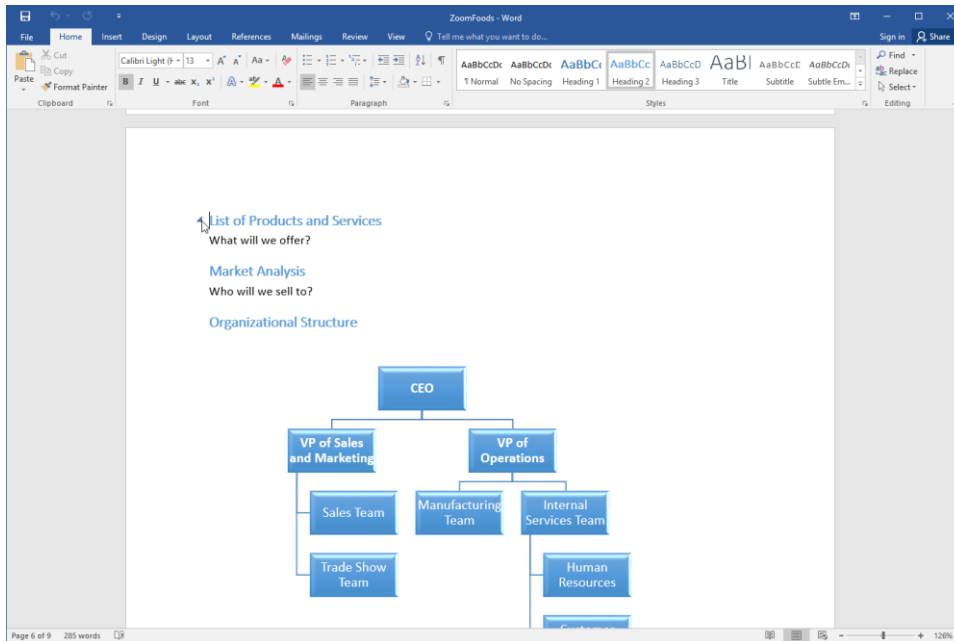 ZoomFoods - Word
File Home Insert Design Layout References Mailings Review View Tell me what you want to do... Sign in Share
Paste
Cut
Copy
Format Painter
Clipboard
Calibri Light (H 13
Font
Paragraph
AaBbCcDc AaBbCcDc AaBbCc AaBbCc AaBbCcD AaBl AaBbCcC AaBbCcDc
¶ Normal No Spacing Heading 1 Heading 2 Heading 3 Title Subtitle Subtle Em...
Styles
Find
Replace
Select
Editing
List of Products and Services
What will we offer?
Market Analysis
Who will we sell to?
Organizational Structure
CEO
VP of Sales
and Marketing
VP of
Operations
Sales Team
Manufacturing
Team
Internal
Services Team
Trade Show
Team
Human
Resources
Customer
Page 6 of 9 285 words 126%